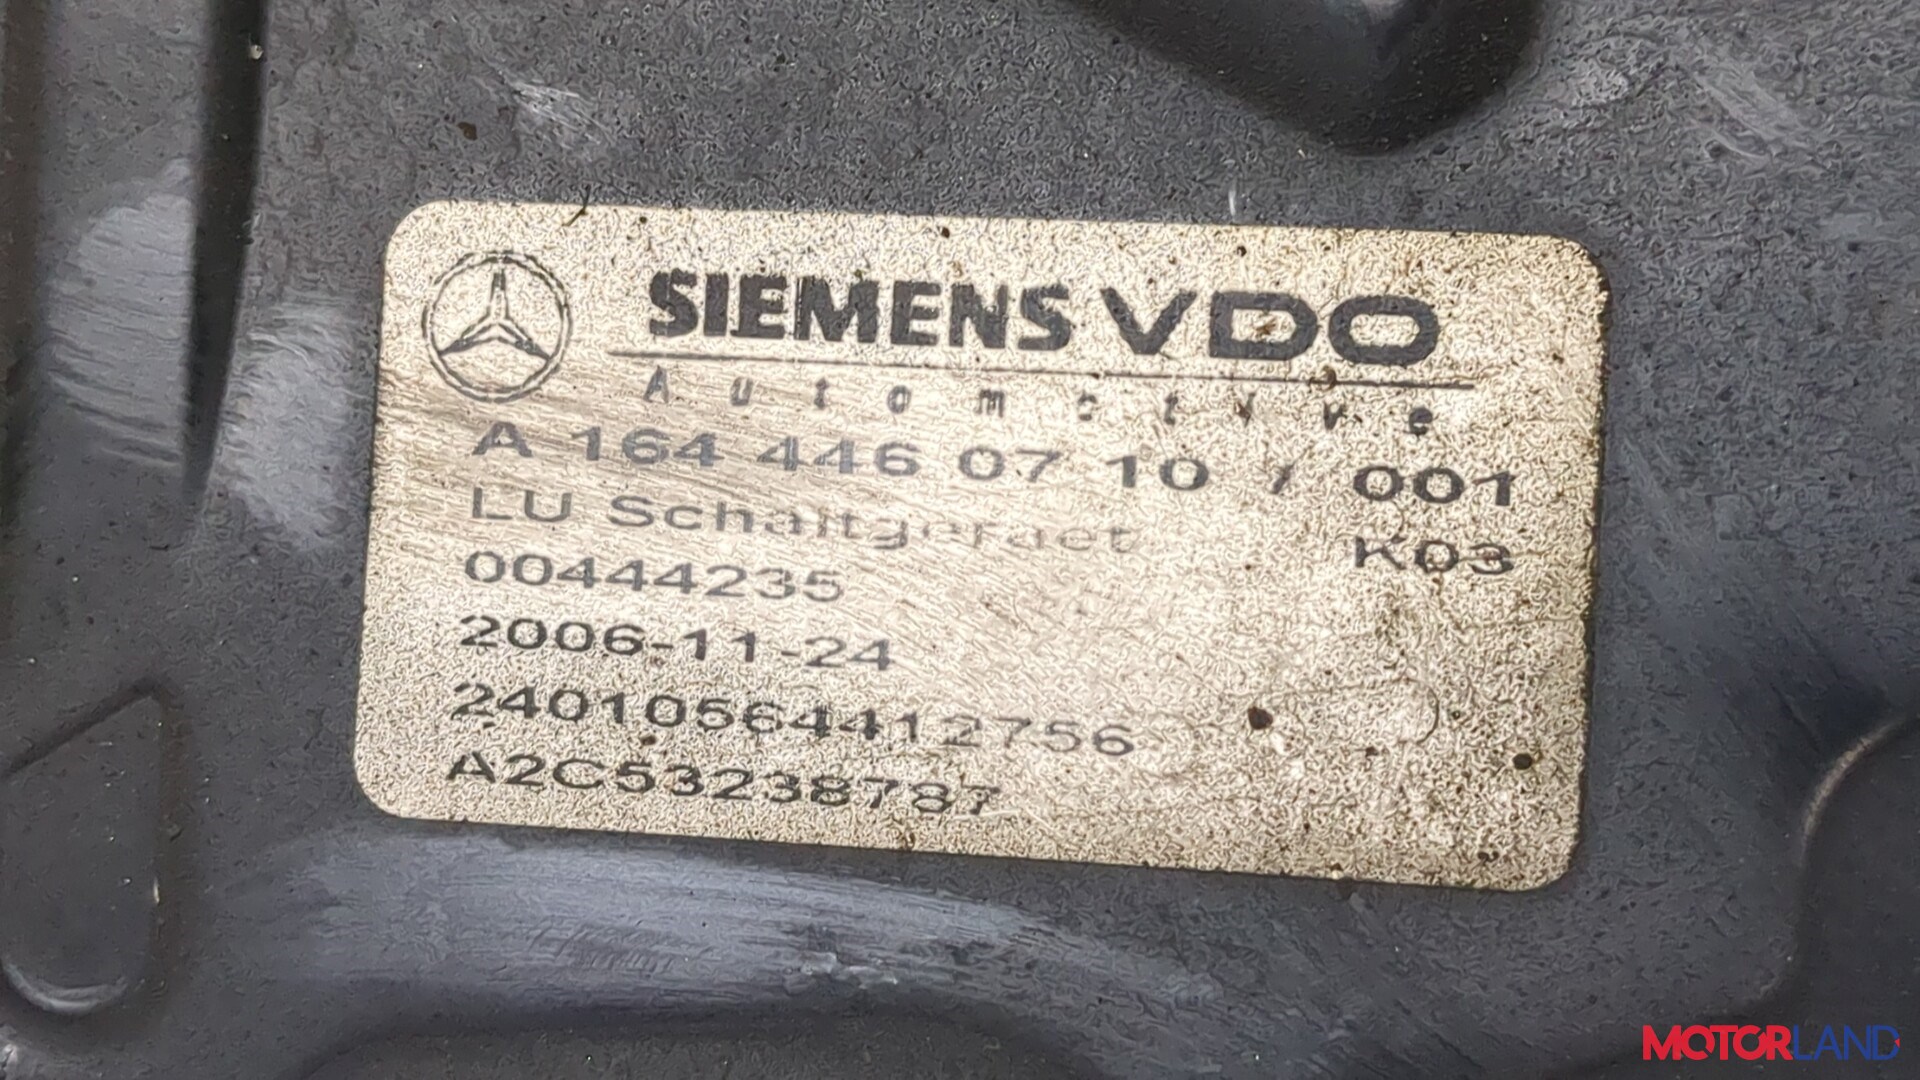 SIEMENS VDO
Automotive
A 164 446 07 10 / 001
LU Schaltgeraet K03
00444235
2006-11-24
24010564412756
A2C53238787
MOTORLAND